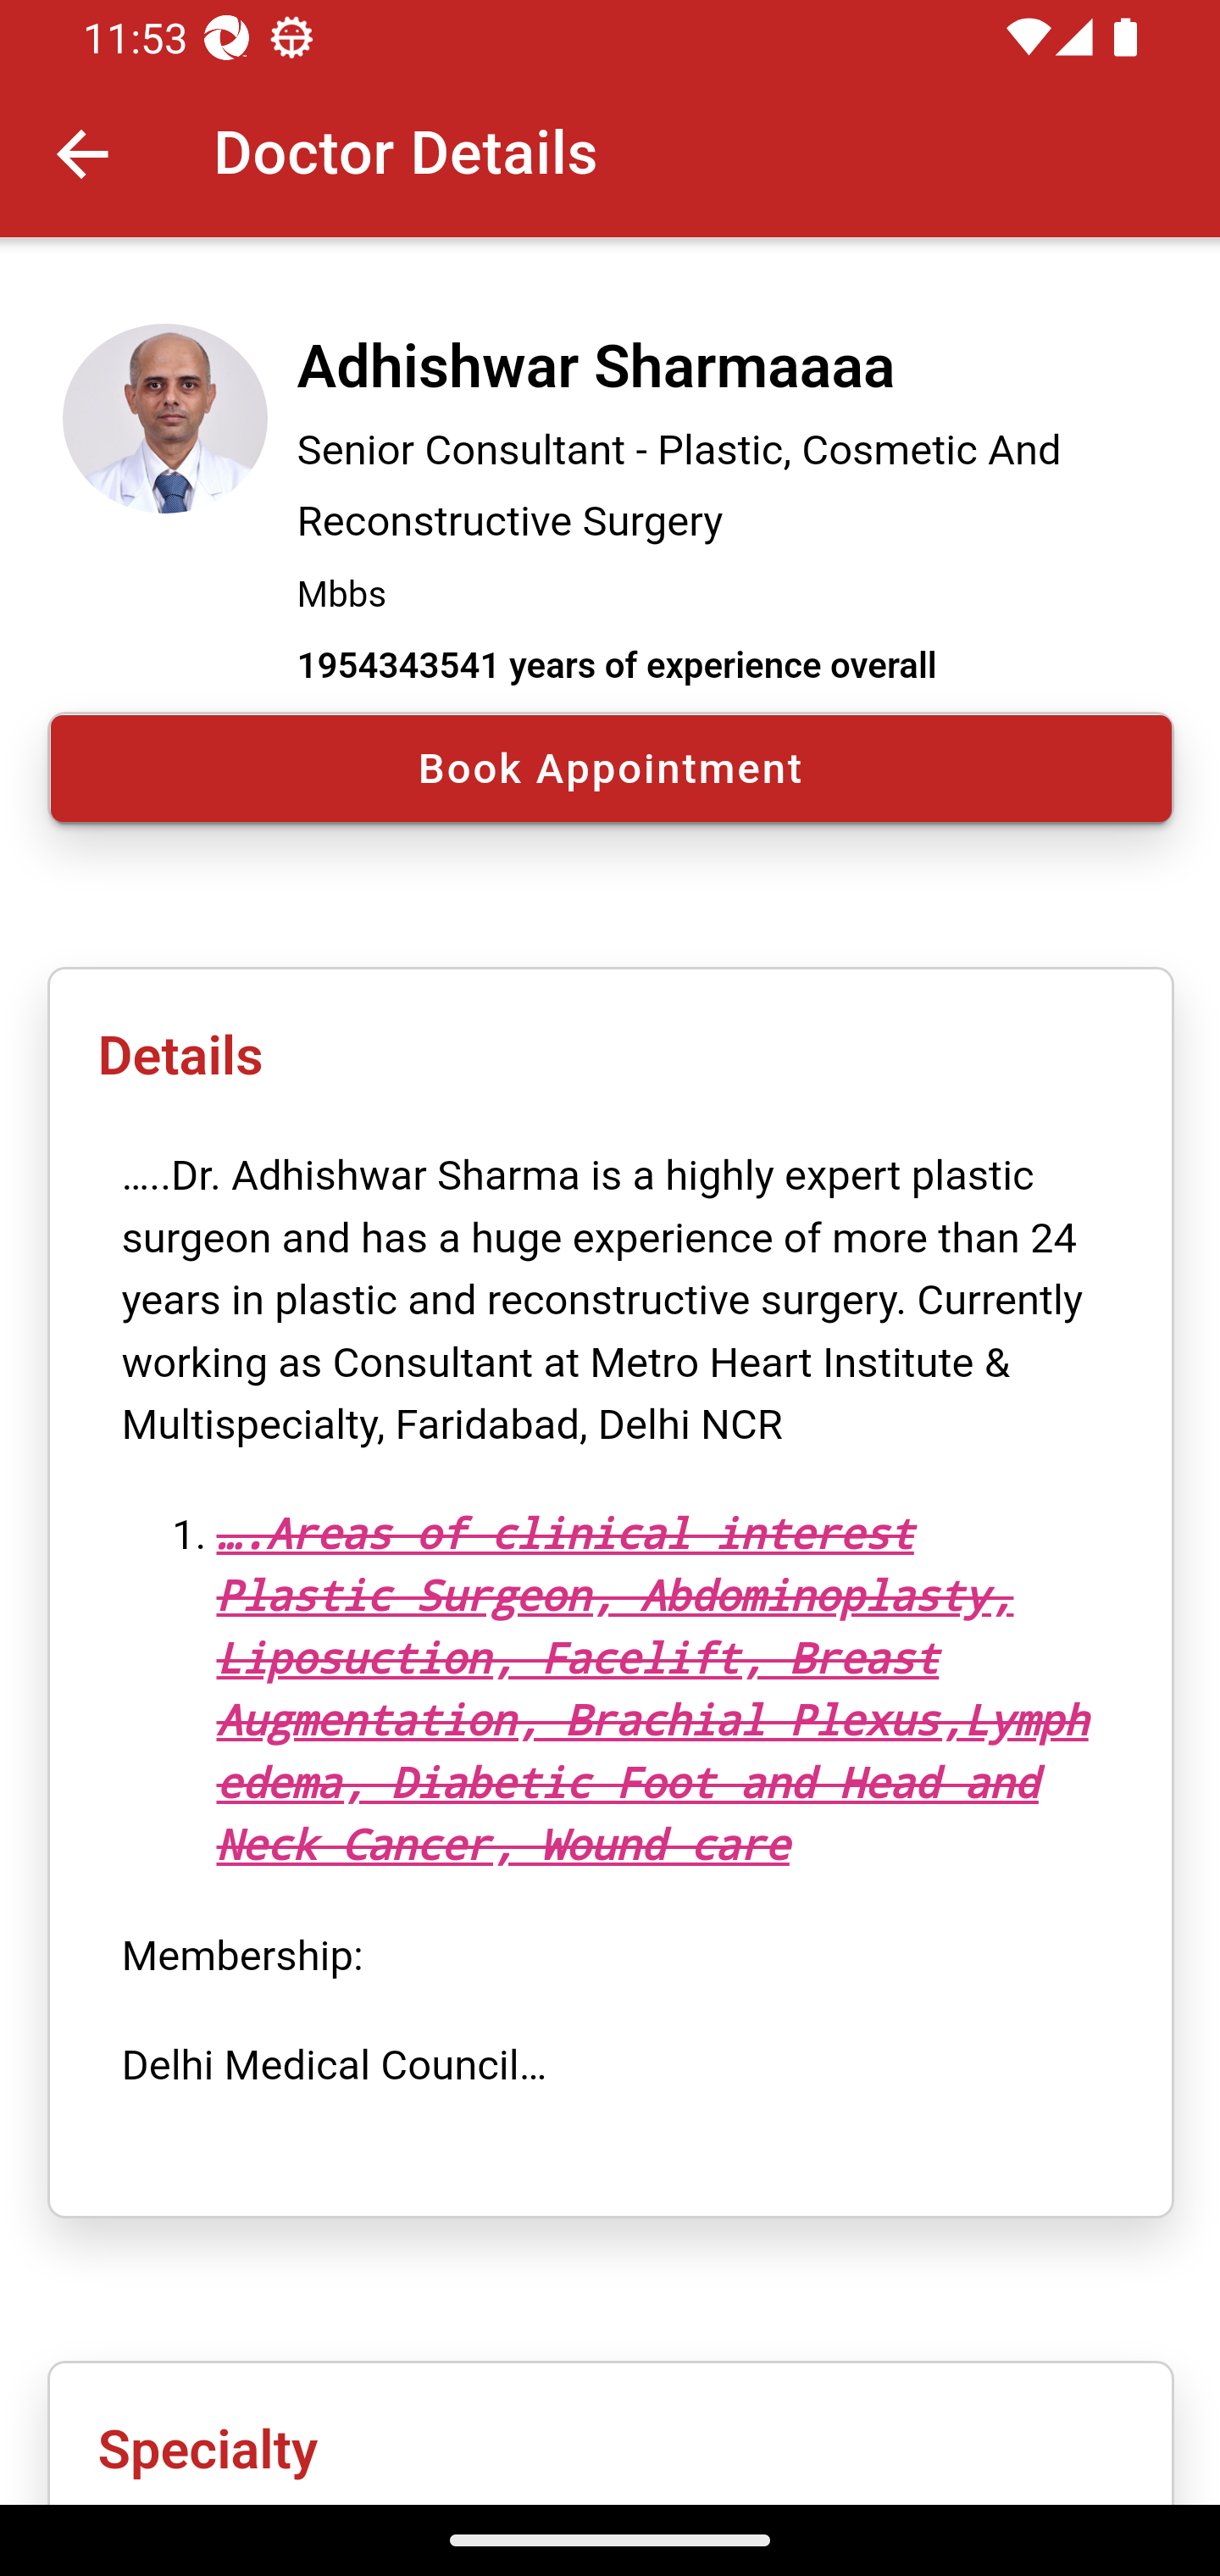 11:53
Doctor Details
Adhishwar Sharmaaaa
Senior Consultant - Plastic, Cosmetic And
Reconstructive Surgery
Mbbs
1954343541 years of experience overall
Book Appointment
Details
.....Dr. Adhishwar Sharma is a highly expert plastic
surgeon and has a huge experience of more than 24
years in plastic and reconstructive surgery. Currently
working as Consultant at Metro Heart Institute &
Multispecialty, Faridabad, Delhi NCR
1. ….Areas of clinical interest
Plastic Surgeon, Abdominoplasty,
Liposuction, Facelift, Breast
Augmentation, Brachial Plexus,Lymph
edema, Diabetic Foot and Head and
Neck Cancer, Wound care
Membership:
Delhi Medical Council…
Specialty